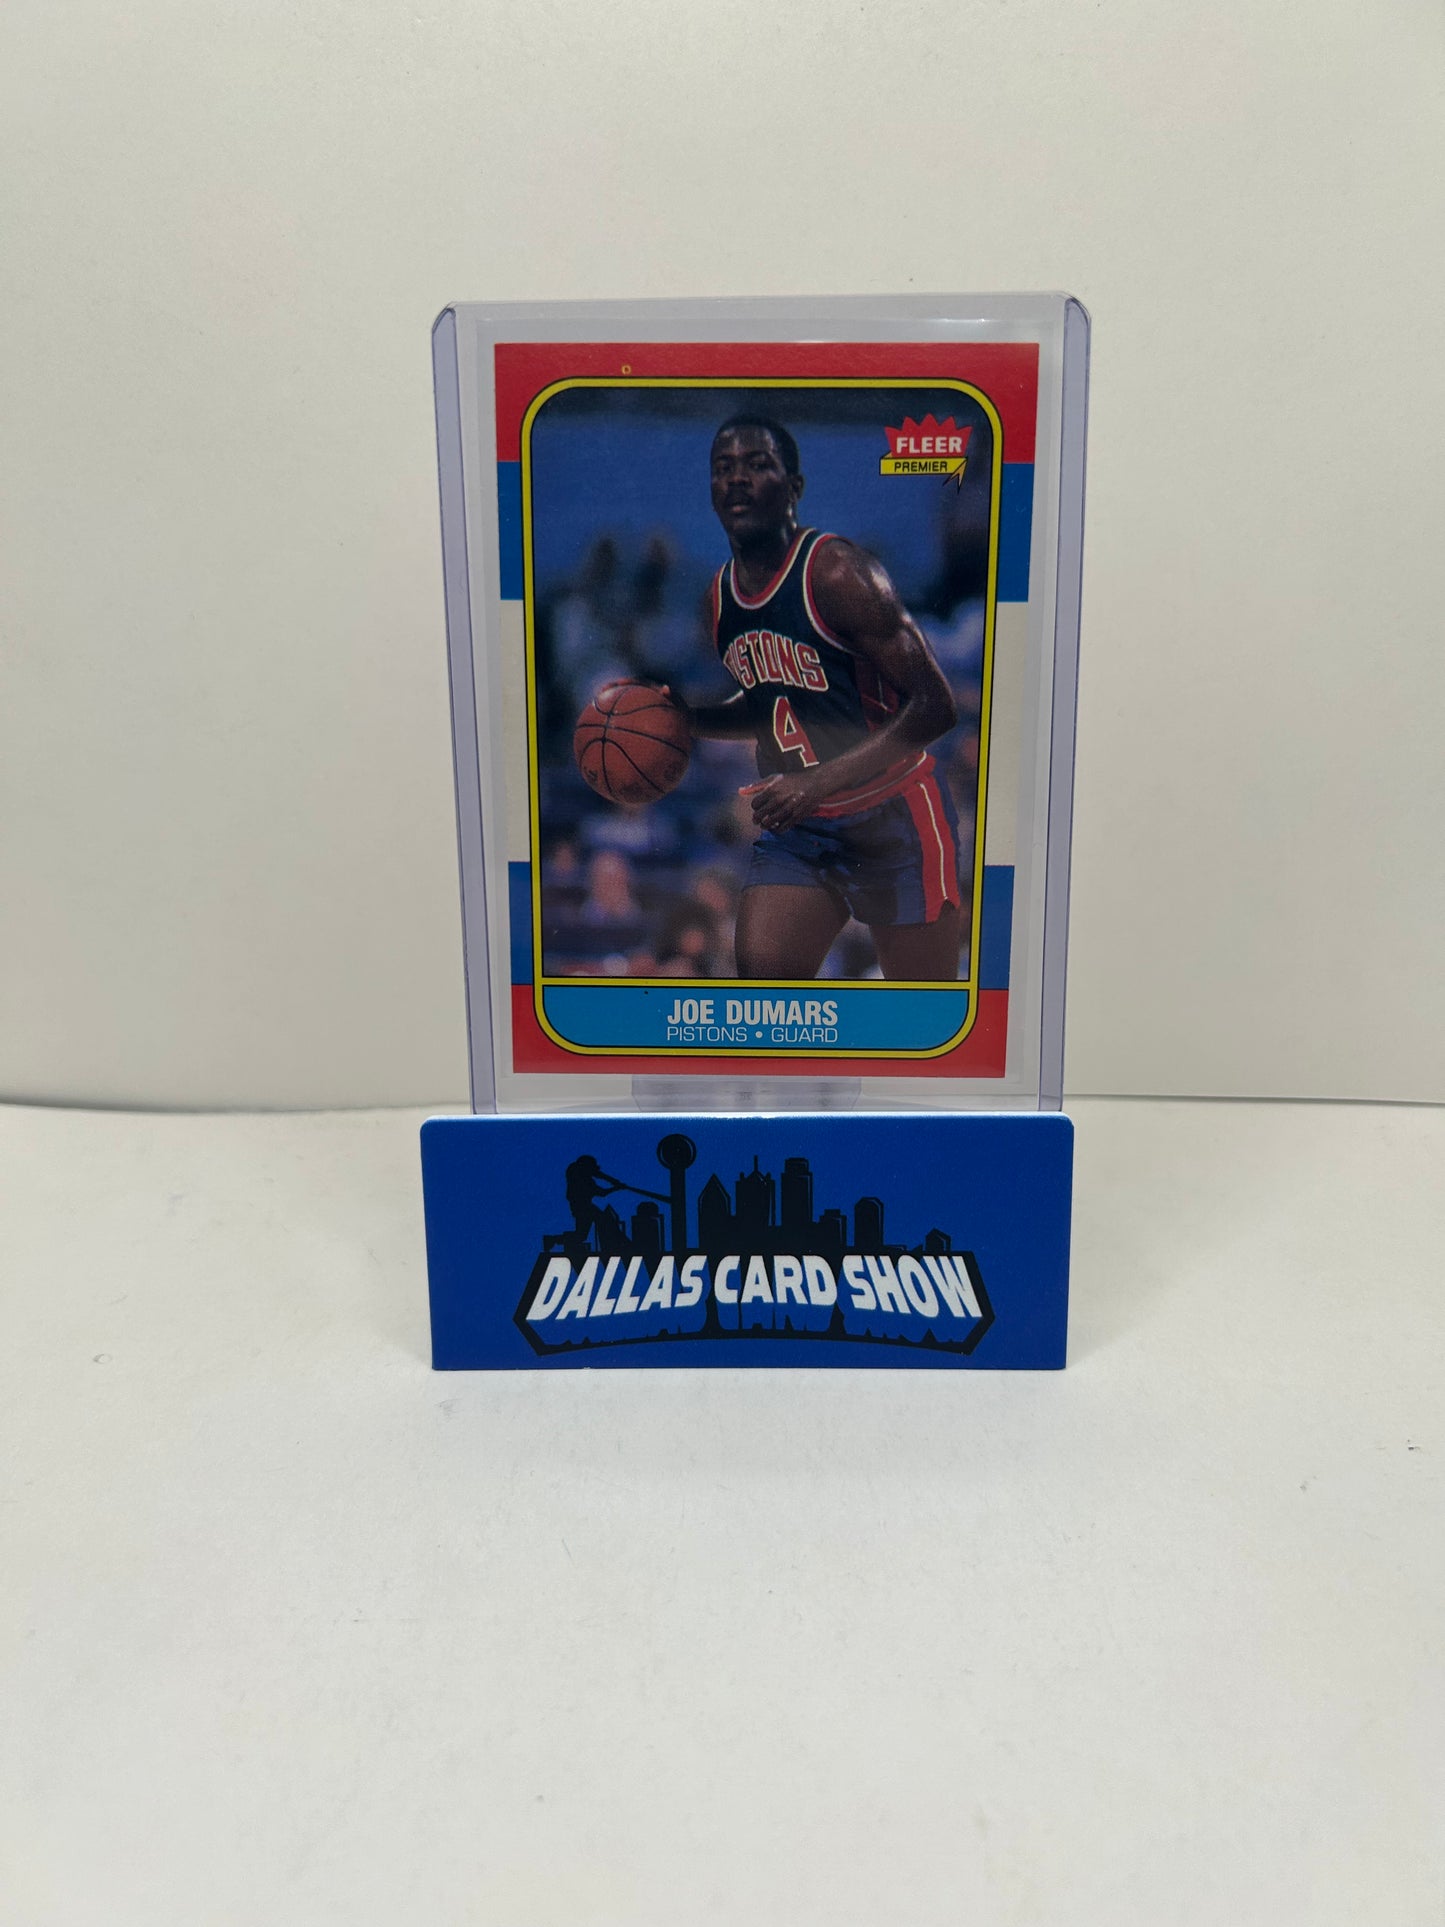 FLEER
PREMIER
PISTONS
4
JOE DUMARS
PISTONS • GUARD
DALLAS CARD SHOW